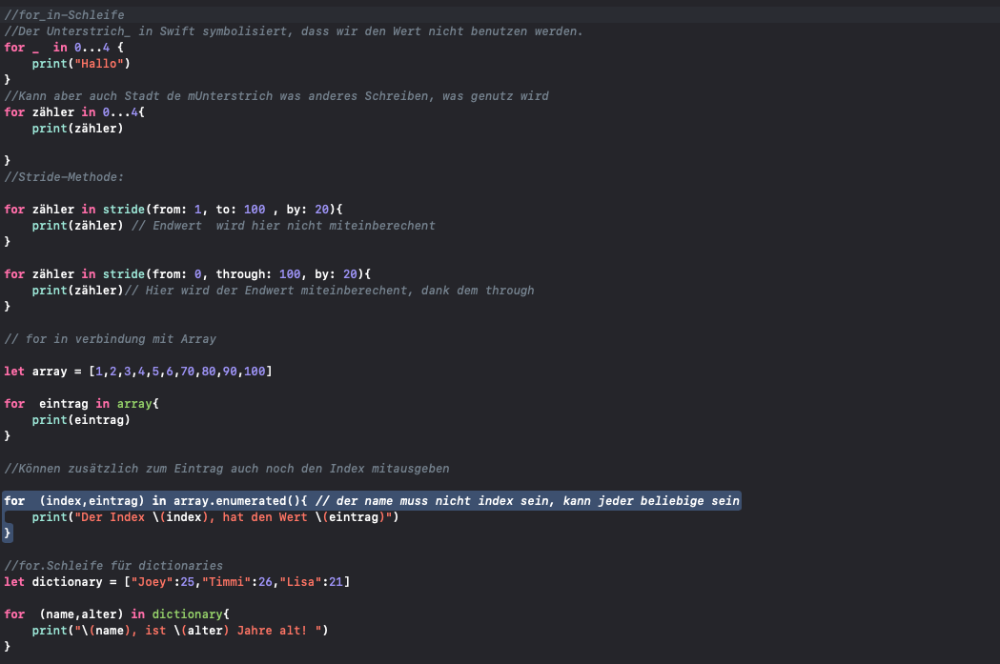 //for_in-Schleife
//Der Unterstrich_ in Swift symbolisiert, dass wir den Wert nicht benutzen werden.
for _  in 0...4 {
    print("Hallo")
}
//Kann aber auch Stadt de mUnterstrich was anderes Schreiben, was genutz wird
for zähler in 0...4{
    print(zähler)

}
//Stride-Methode:

for zähler in stride(from: 1, to: 100 , by: 20){
    print(zähler) // Endwert  wird hier nicht miteinberechent
}

for zähler in stride(from: 0, through: 100, by: 20){
    print(zähler)// Hier wird der Endwert miteinberechent, dank dem through
}

// for in verbindung mit Array

let array = [1,2,3,4,5,6,70,80,90,100]

for  eintrag in array{
    print(eintrag)
}

//Können zusätzlich zum Eintrag auch noch den Index mitausgeben

for  (index,eintrag) in array.enumerated(){ // der name muss nicht index sein, kann jeder beliebige sein
    print("Der Index \(index), hat den Wert \(eintrag)")
}

//for.Schleife für dictionaries
let dictionary = ["Joey":25,"Timmi":26,"Lisa":21]

for  (name,alter) in dictionary{
    print("\(name), ist \(alter) Jahre alt! ")
}